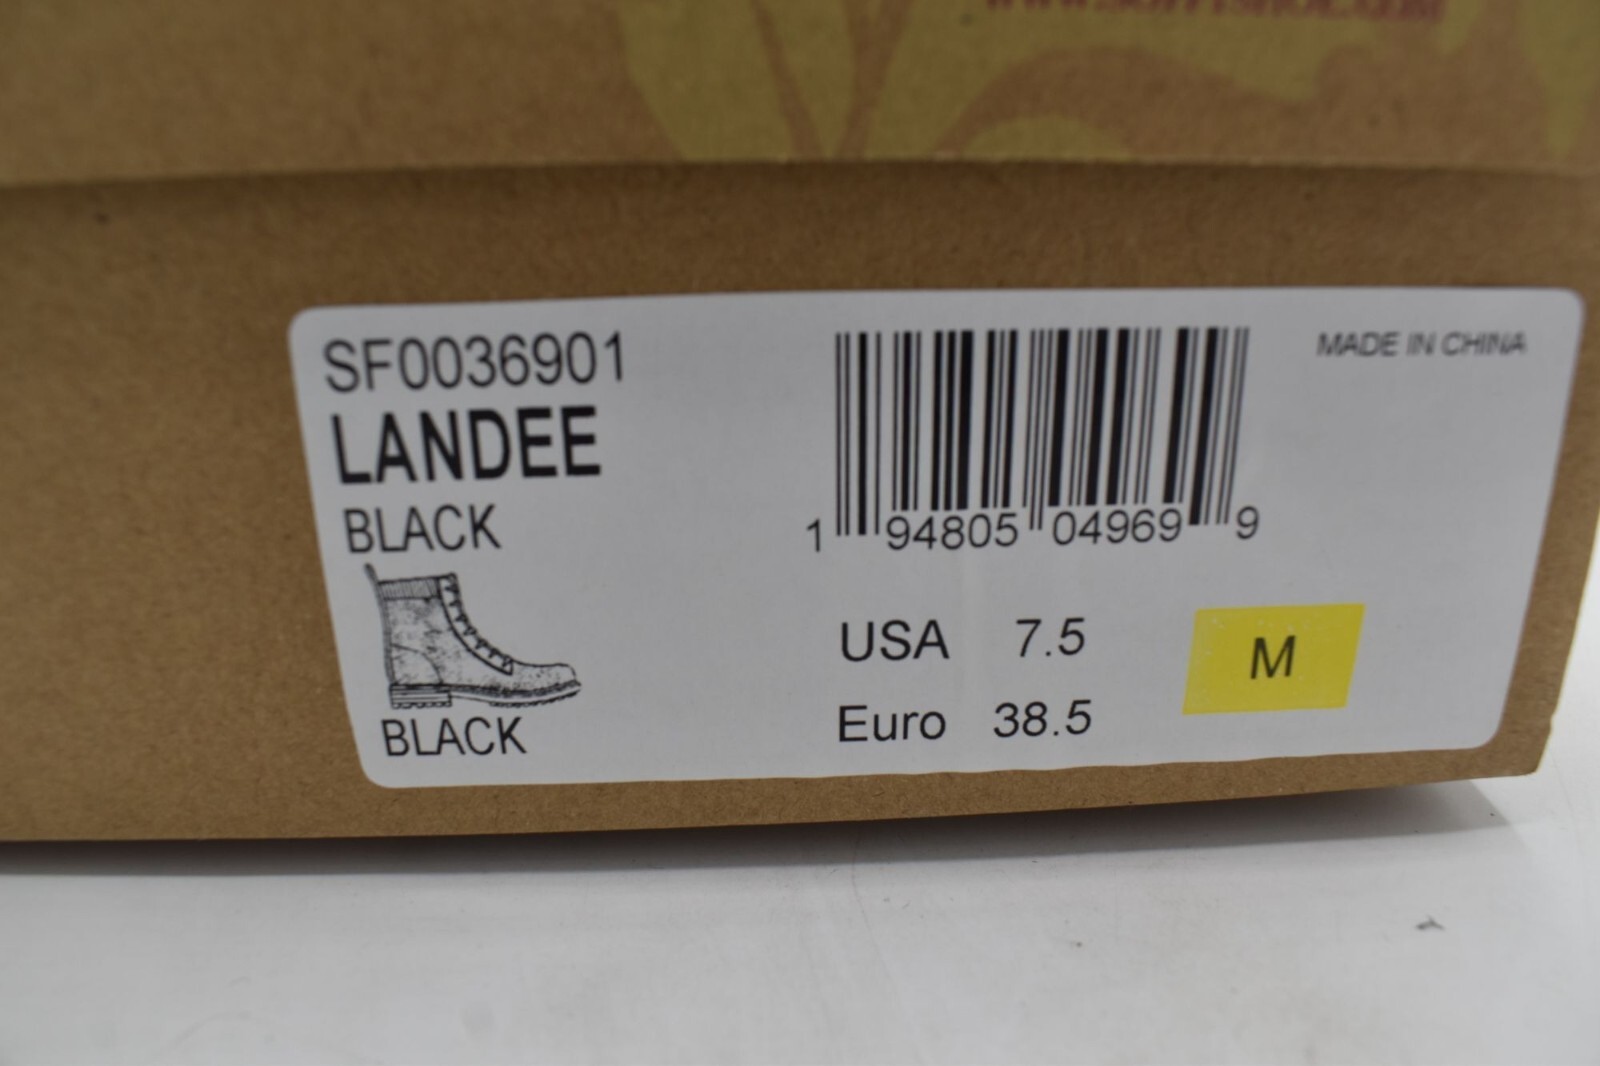 SF0036901
LANDEE
BLACK
BLACK
1 94805 04969 9
MADE IN CHINA
USA 7.5
M
Euro 38.5